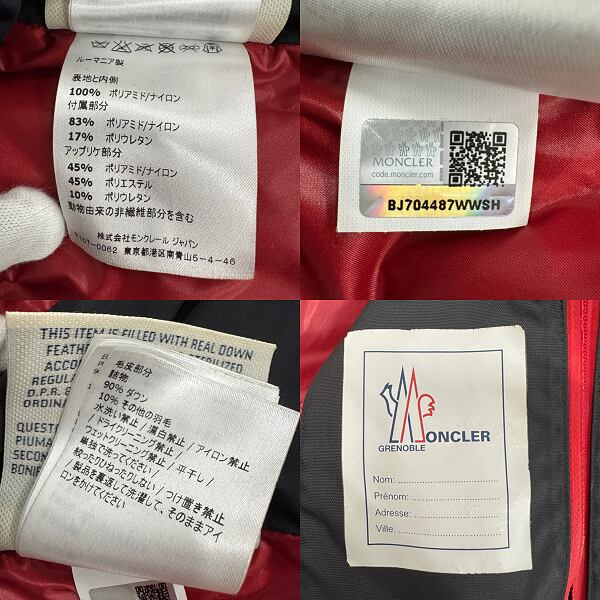 ルーマニア製
表地と内側
100% ポリアミド/ナイロン
付属部分
83% ポリアミド/ナイロン
17% ポリウレタン
アップリケ部分
45% ポリアミド/ナイロン
45% ポリエステル
10% ポリウレタン
動物由来の非繊維部分を含む
株式会社モンクレール ジャパン
〒107-0062 東京都港区南青山5-4-46
MONCLER
code.moncler.com
BJ704487WWSH
THIS ITEM IS FILLED WITH REAL DOWN
FEATH
ACCO
REGULA
D.P.R. 8
ORDINA
QUEST
PIUMA
SECON
BONIF
毛皮部分
詰物
90% ダウン
10% その他の羽毛
水洗い禁止 / 漂白禁止 / アイロン禁止
/ ドライクリーニング禁止 / 平干し /
ウェットクリーニング禁止
単独で洗ってください /
絞ったりひねったりしない / つけ置き禁止
/ 製品を裏返して洗濯して、そのままアイ
ロンをかけてください
MONCLER
GRENOBLE
Nom:
Prénom:
Adresse:
Ville: